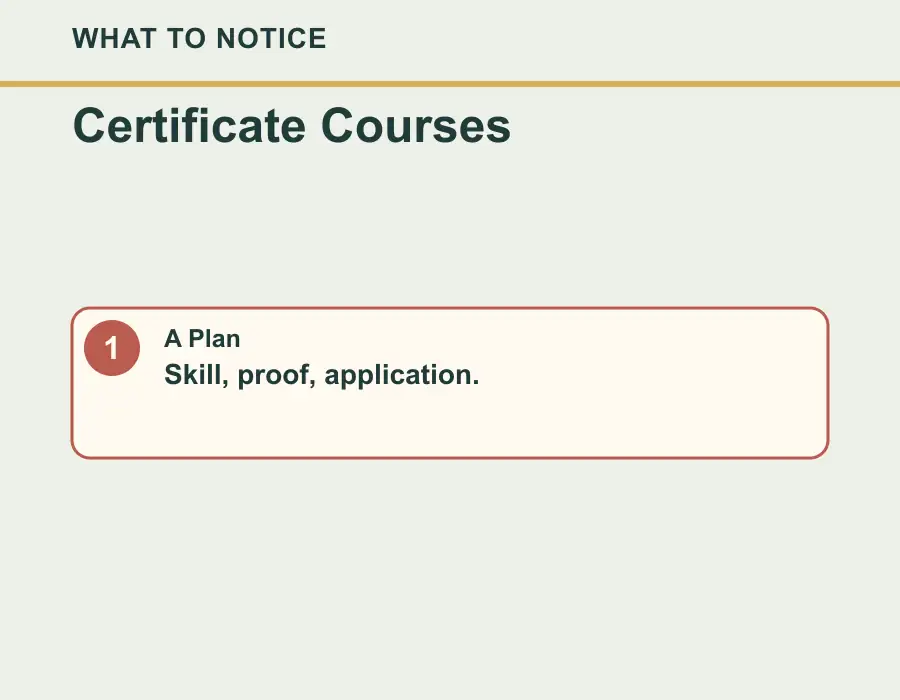 WHAT TO NOTICE
Certificate Courses
1
A Plan
Skill, proof, application.